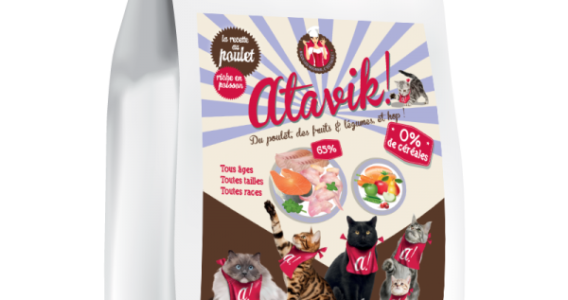 la recette
au
poulet
riche en
poisson
Atavik!
Du poulet, des fruits & légumes, et hop !
65%
0%
de céréales
Tous âges
Toutes tailles
Toutes races
a!
a!
a!